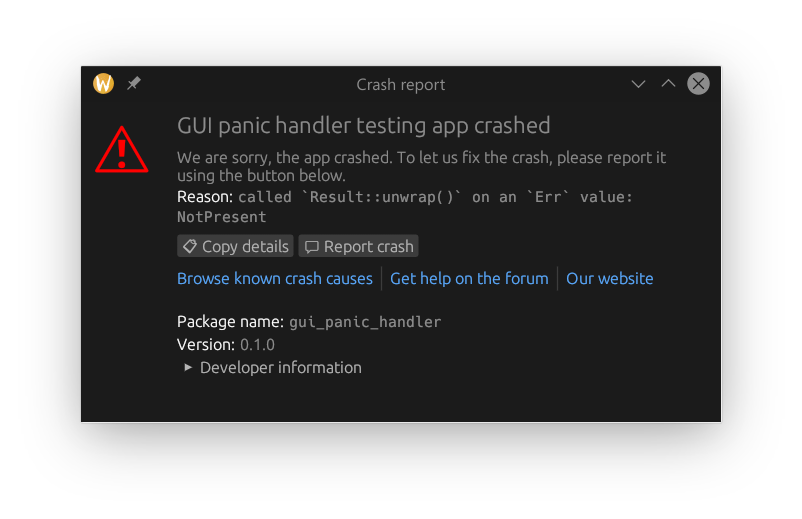 Crash report
GUI panic handler testing app crashed
We are sorry, the app crashed. To let us fix the crash, please report it
using the button below.
Reason: called `Result::unwrap()` on an `Err` value:
NotPresent
Copy details Report crash
Browse known crash causes Get help on the forum Our website
Package name: gui_panic_handler
Version: 0.1.0
Developer information